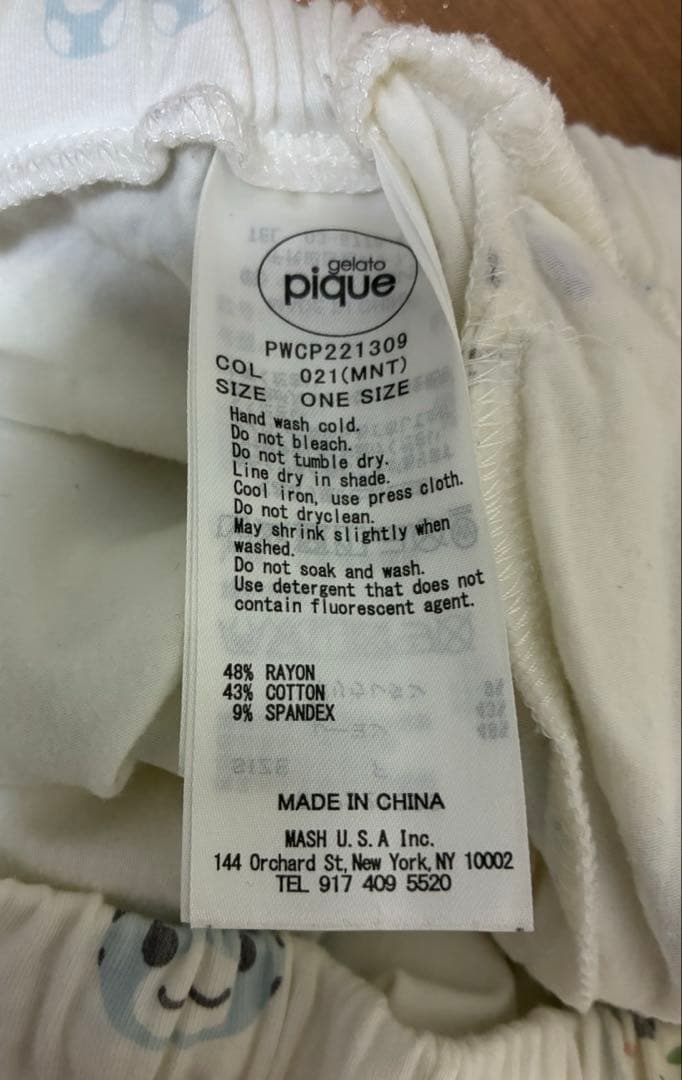 gelato
pique
PWCP221309
COL 021(MNT)
SIZE ONE SIZE
Hand wash cold.
Do not bleach.
Do not tumble dry.
Line dry in shade.
Cool iron, use press cloth.
Do not dryclean.
May shrink slightly when
washed.
Do not soak and wash.
Use detergent that does not
contain fluorescent agent.
48% RAYON
43% COTTON
9% SPANDEX
MADE IN CHINA
MASH U.S.A Inc.
144 Orchard St, New York, NY 10002
TEL 917 409 5520